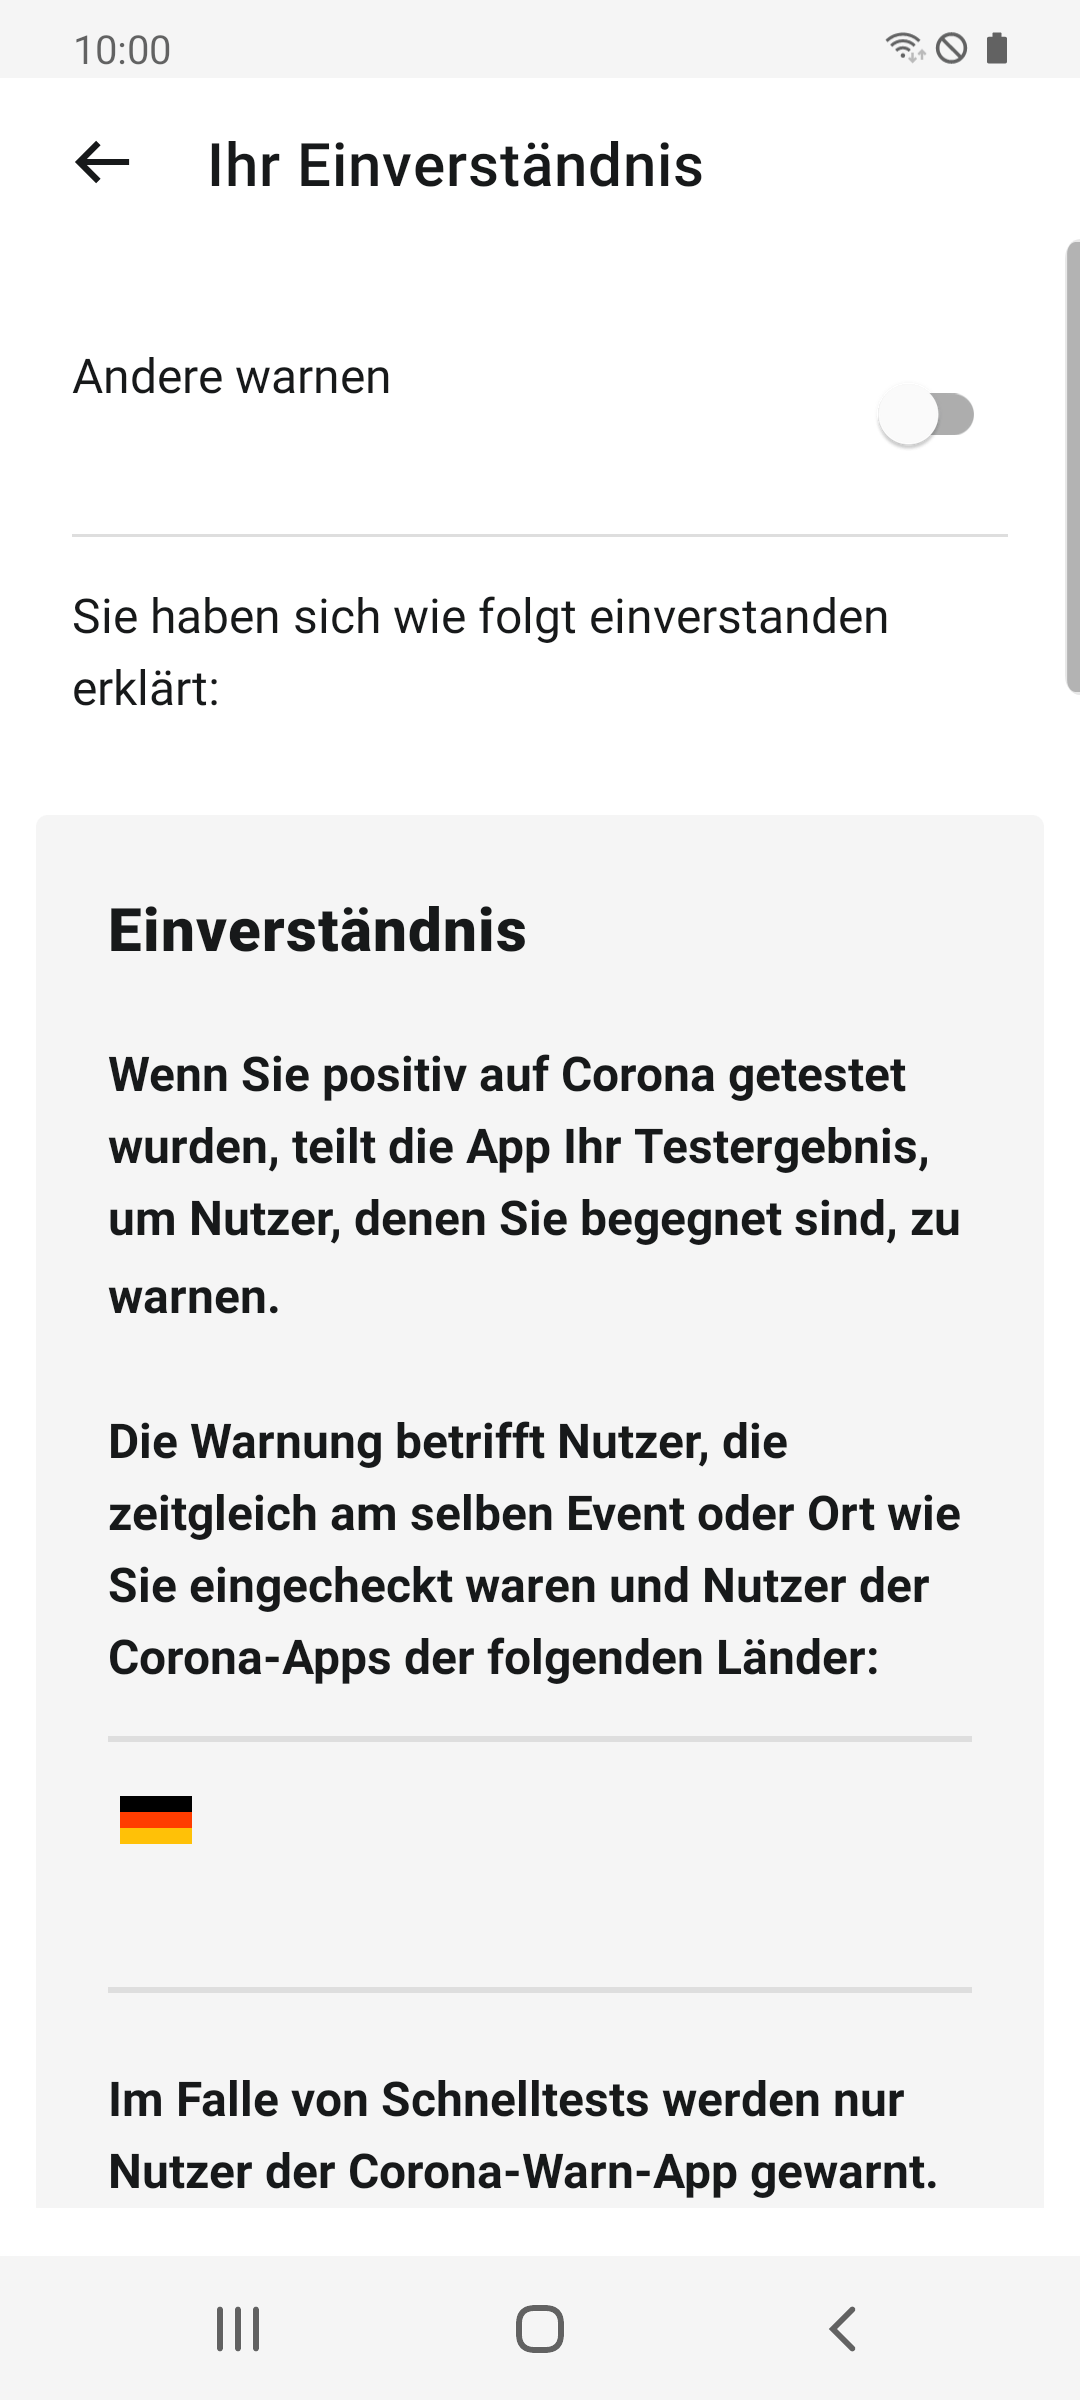 10:00
Ihr Einverständnis
Andere warnen
Sie haben sich wie folgt einverstanden
erklärt:
Einverständnis
Wenn Sie positiv auf Corona getestet
wurden, teilt die App Ihr Testergebnis,
um Nutzer, denen Sie begegnet sind, zu
warnen.
Die Warnung betrifft Nutzer, die
zeitgleich am selben Event oder Ort wie
Sie eingecheckt waren und Nutzer der
Corona-Apps der folgenden Länder:
Im Falle von Schnelltests werden nur
Nutzer der Corona-Warn-App gewarnt.